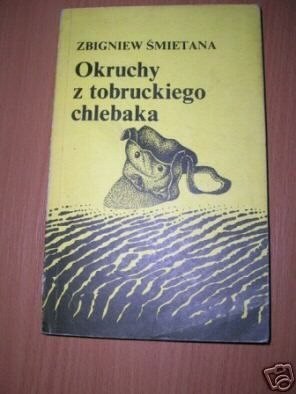 ZBIGNIEW ŚMIETANA
Okruchy
z tobruckiego
chlebaka